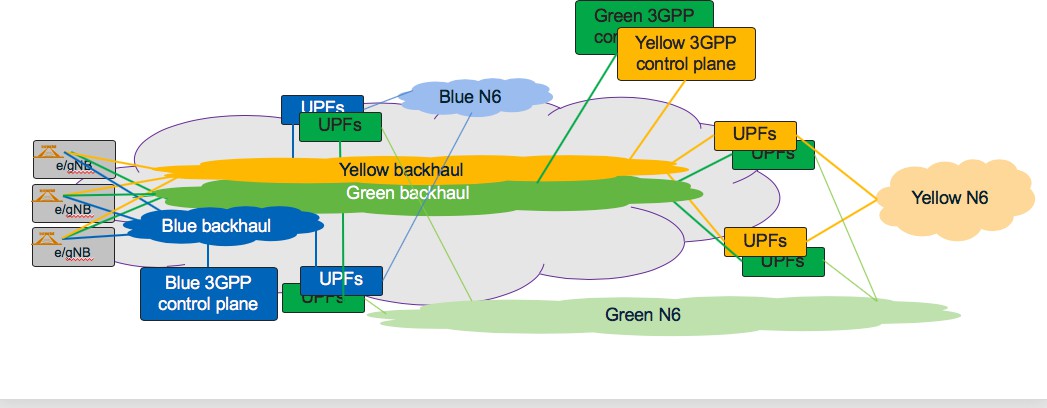 Green 3GPP
con
Yellow 3GPP
control plane
Blue N6
UPFs
UPFs
UPFs
UPFs
e/gNB
e/gNB
e/gNB
Yellow backhaul
Green backhaul
Blue backhaul
Yellow N6
UPFs
UPFs
Blue 3GPP
control plane
UPFs
UPFs
Green N6